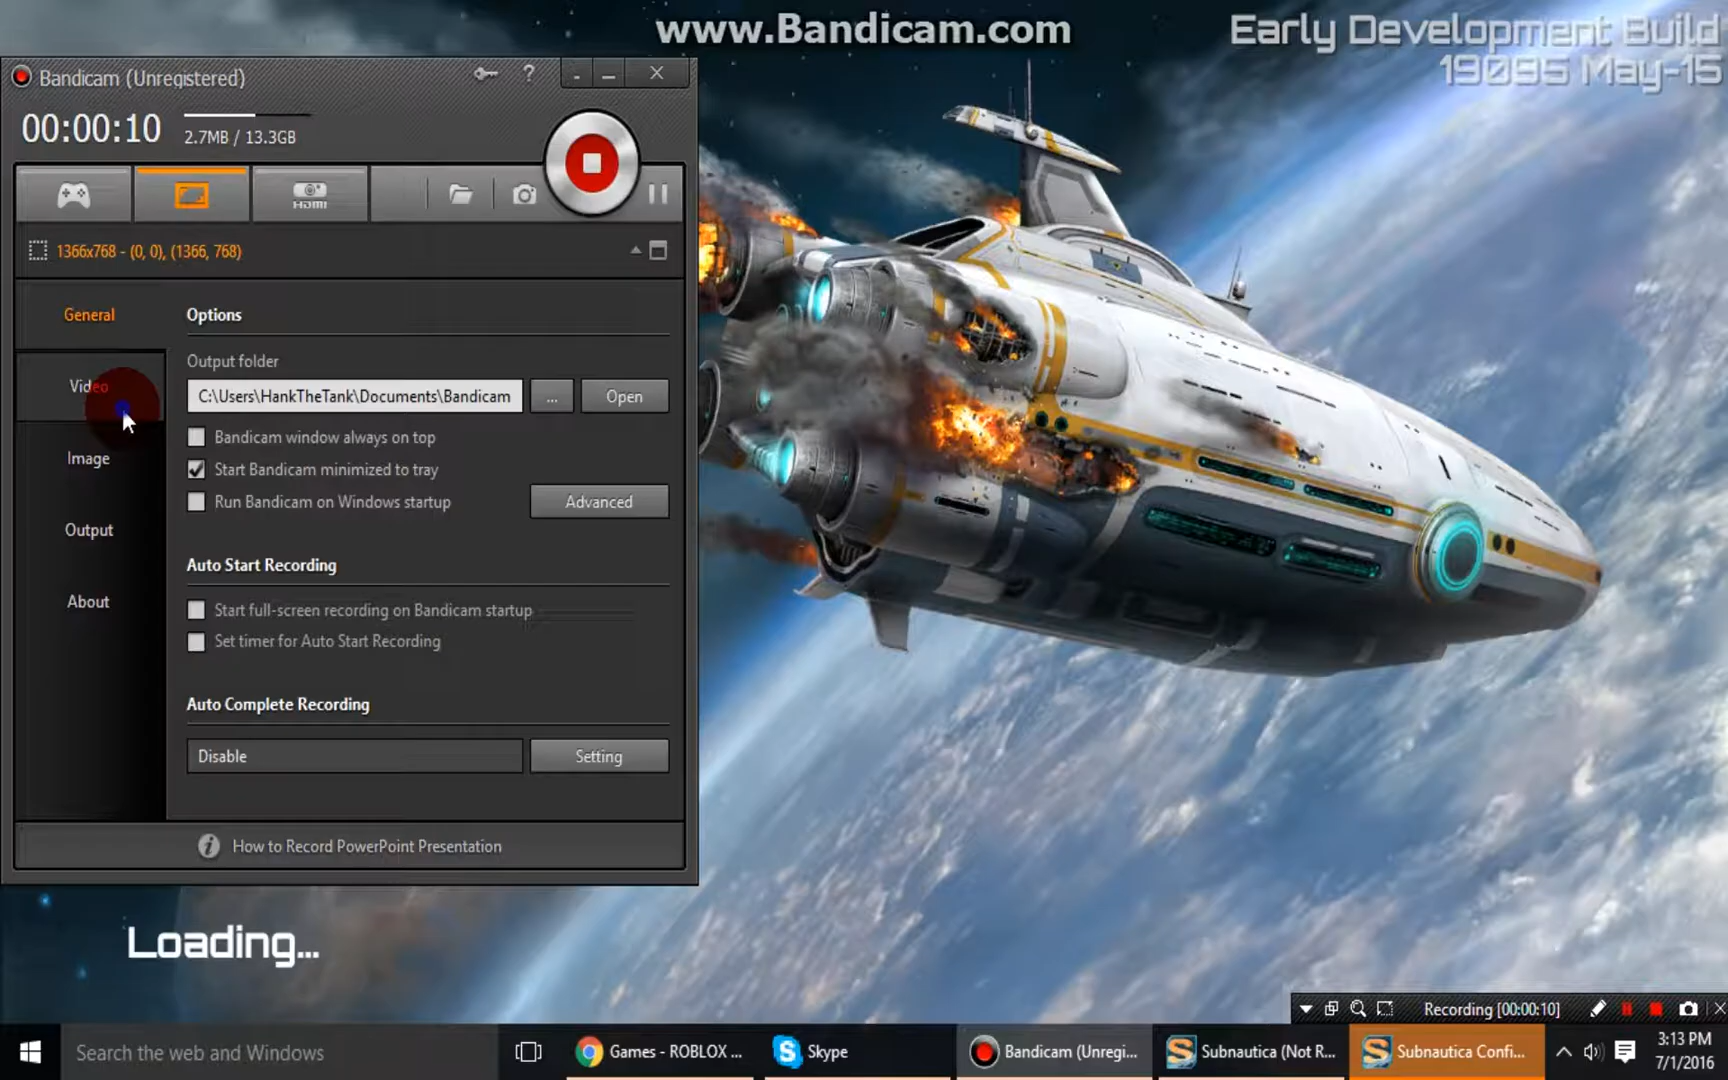 www.Bandicam.com
Early Development Build
19085 May-15
Bandicam (Unregistered)
?
00:00:10
2.7MB / 13.3GB
HDMI
1366x768 - (0, 0), (1366, 768)
General
Video
Image
Output
About
Options
Output folder
C:\Users\HankTheTank\Documents\Bandicam
...
Open
Bandicam window always on top
Start Bandicam minimized to tray
Run Bandicam on Windows startup
Advanced
Auto Start Recording
Start full-screen recording on Bandicam startup
Set timer for Auto Start Recording
Auto Complete Recording
Disable
Setting
How to Record PowerPoint Presentation
Loading...
Recording [00:00:10]
Search the web and Windows
Games - ROBLOX ...
Skype
Bandicam (Unregi...
Subnautica (Not R...
Subnautica Confi...
3:13 PM
7/1/2016